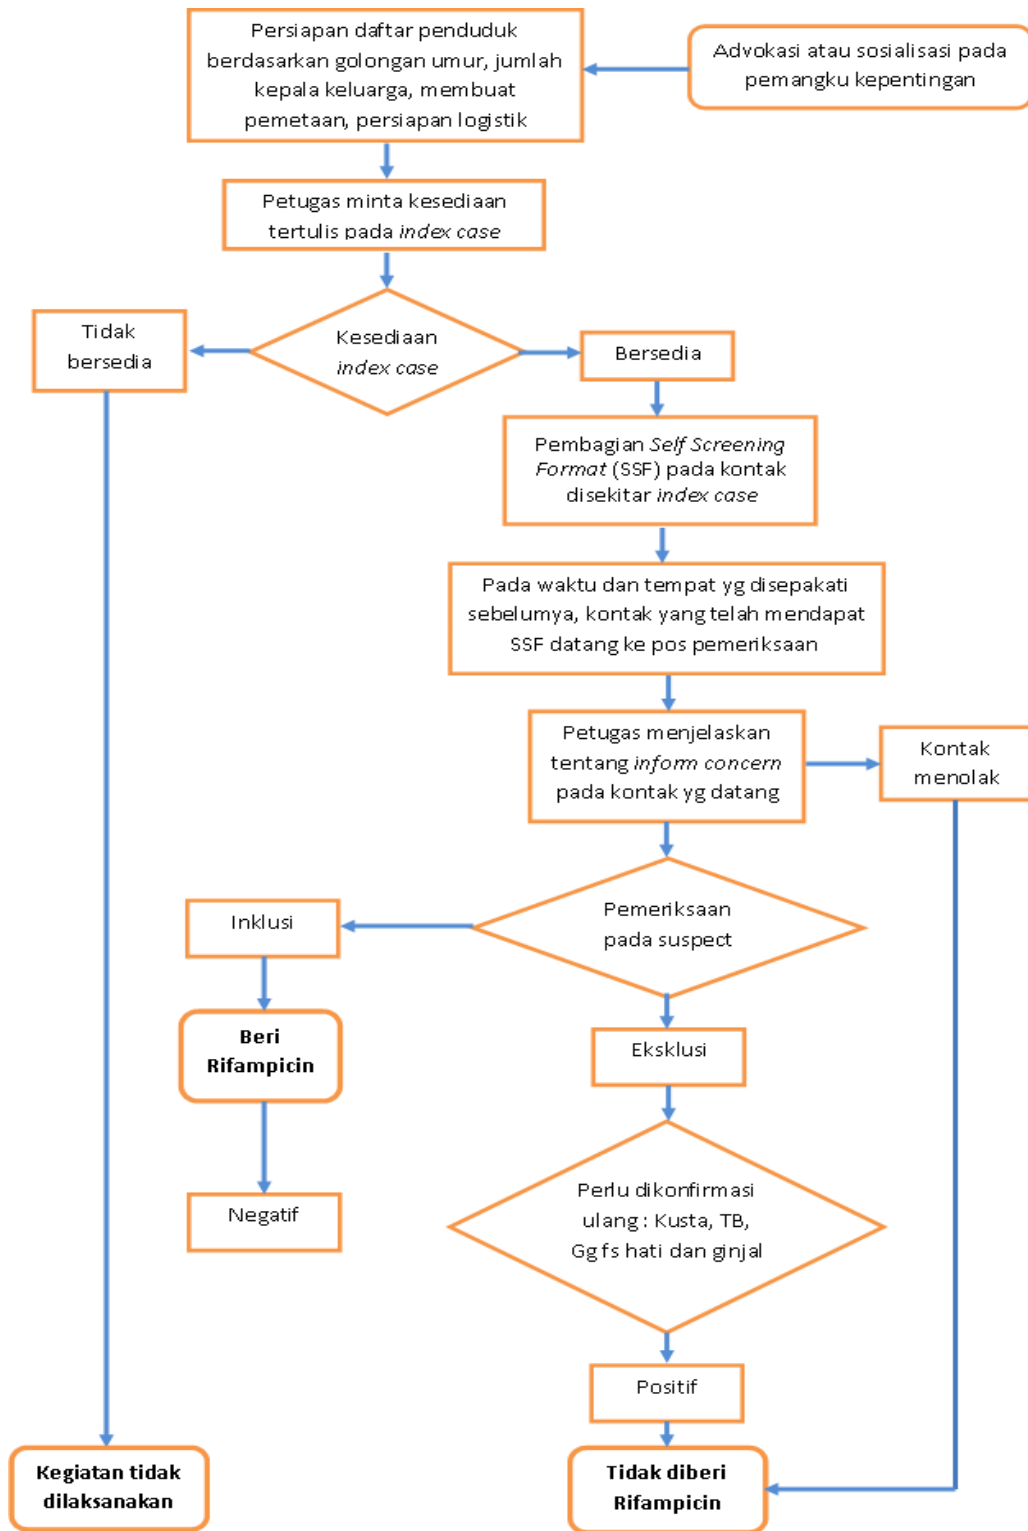 Persiapan daftar penduduk
berdasarkan golongan umur, jumlah
kepala keluarga, membuat
pemetaan, persiapan logistik
Advokasi atau sosialisasi pada
pemangku kepentingan
Petugas minta kesediaan
tertulis pada index case
Kesediaan
index case
Tidak
bersedia
Bersedia
Pembagian Self Screening
Format (SSF) pada kontak
disekitar index case
Pada waktu dan tempat yg disepakati
sebelumya, kontak yang telah mendapat
SSF datang ke pos pemeriksaan
Petugas menjelaskan
tentang inform concern
pada kontak yg datang
Kontak
menolak
Pemeriksaan
pada suspect
Inklusi
Beri
Rifampicin
Negatif
Eksklusi
Perlu dikonfirmasi
ulang : Kusta, TB,
Gg fs hati dan ginjal
Positif
Kegiatan tidak
dilaksanakan
Tidak diberi
Rifampicin